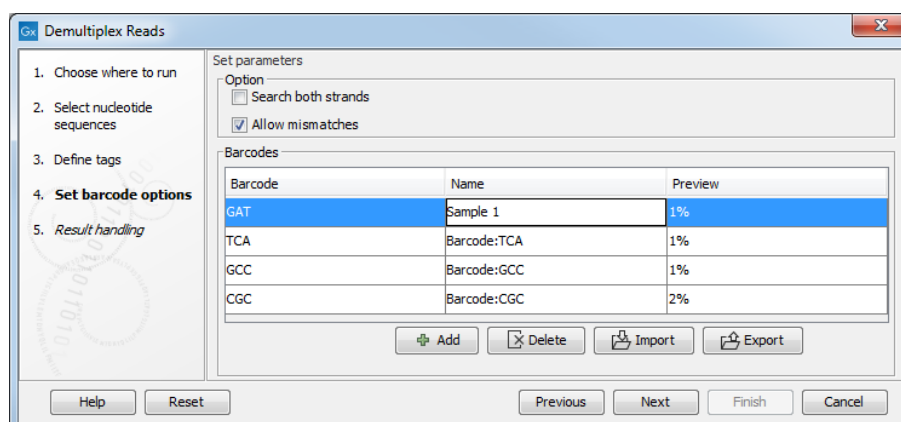 Gx Demultiplex Reads
1. Choose where to run
2. Select nucleotide
sequences
3. Define tags
4. Set barcode options
5. Result handling
Set parameters
Option
Search both strands
Allow mismatches
Barcodes
Barcode Name Preview
GAT Sample 1 1%
TCA Barcode:TCA 1%
GCC Barcode:GCC 1%
CGC Barcode:CGC 2%
Add Delete Import Export
Help Reset Previous Next Finish Cancel